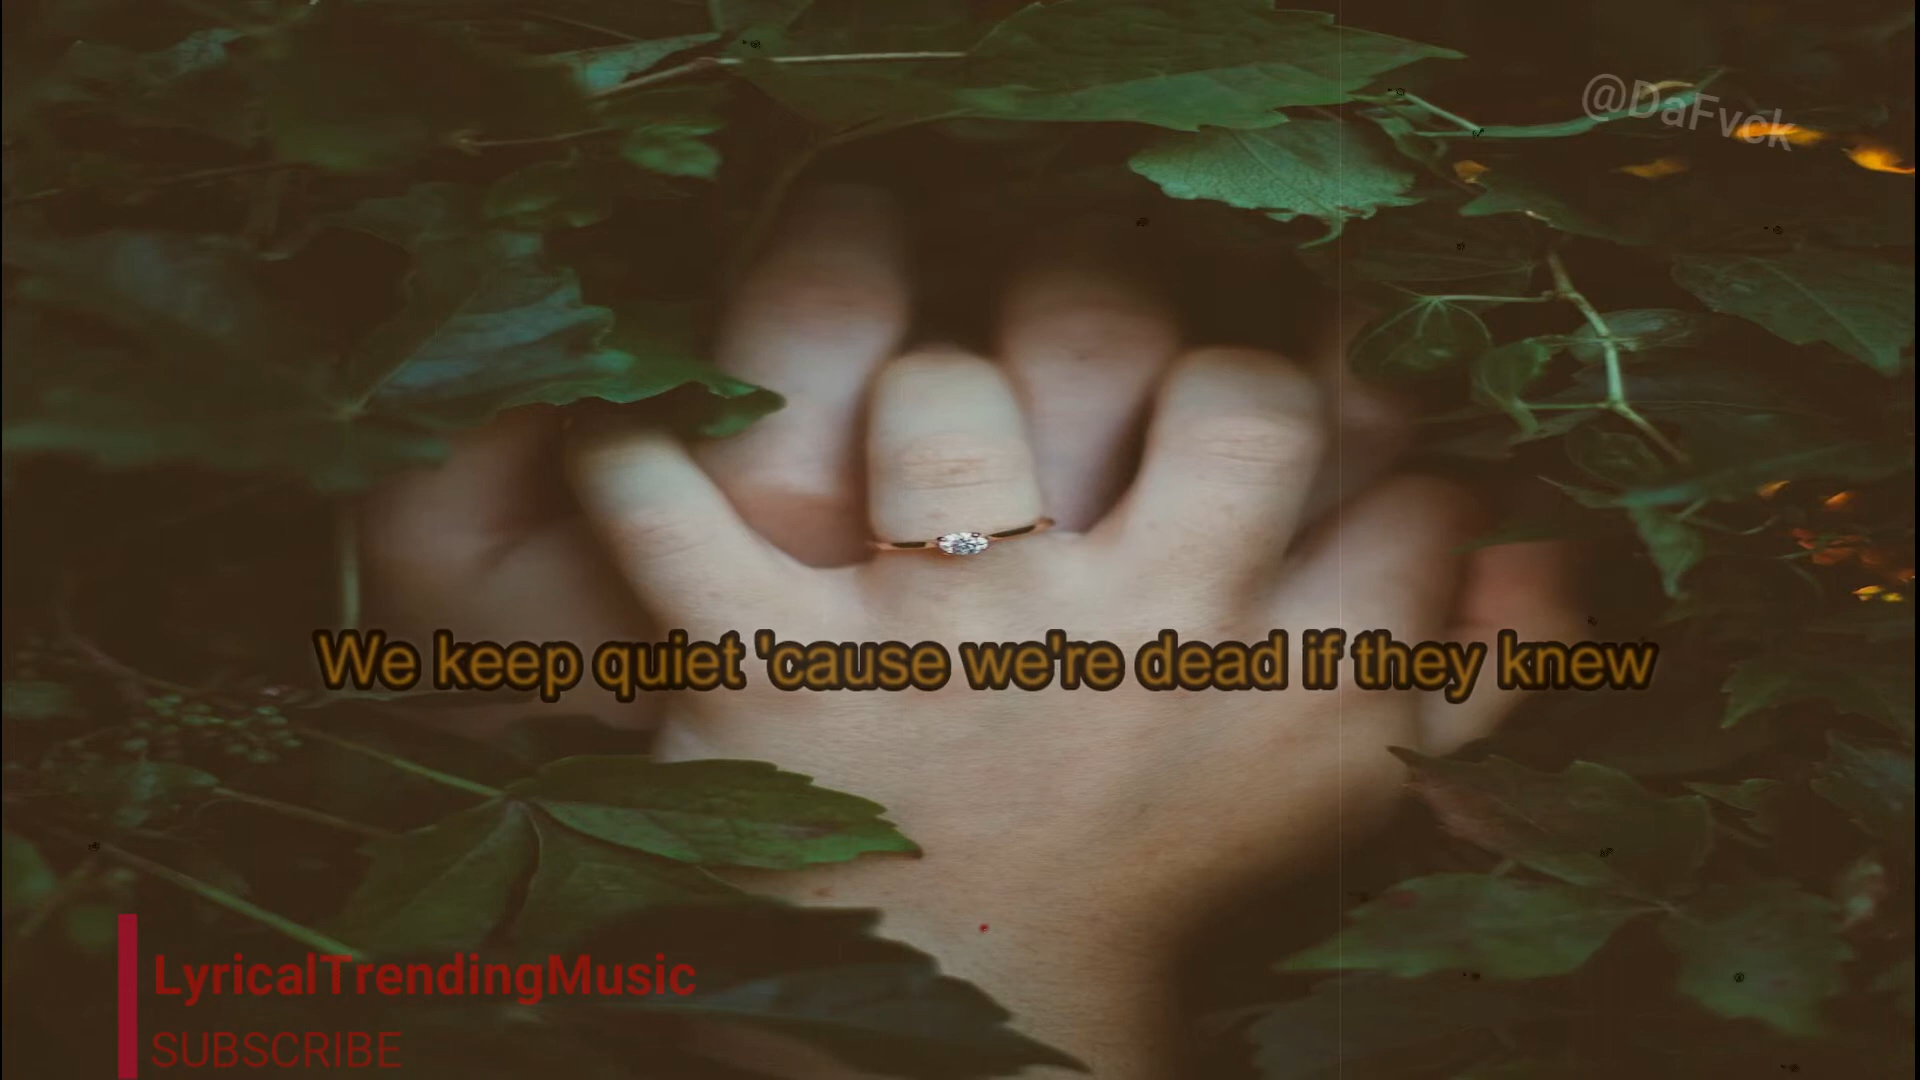 @DaFvck
We keep quiet 'cause we're dead if they knew
LyricalTrendingMusic
SUBSCRIBE